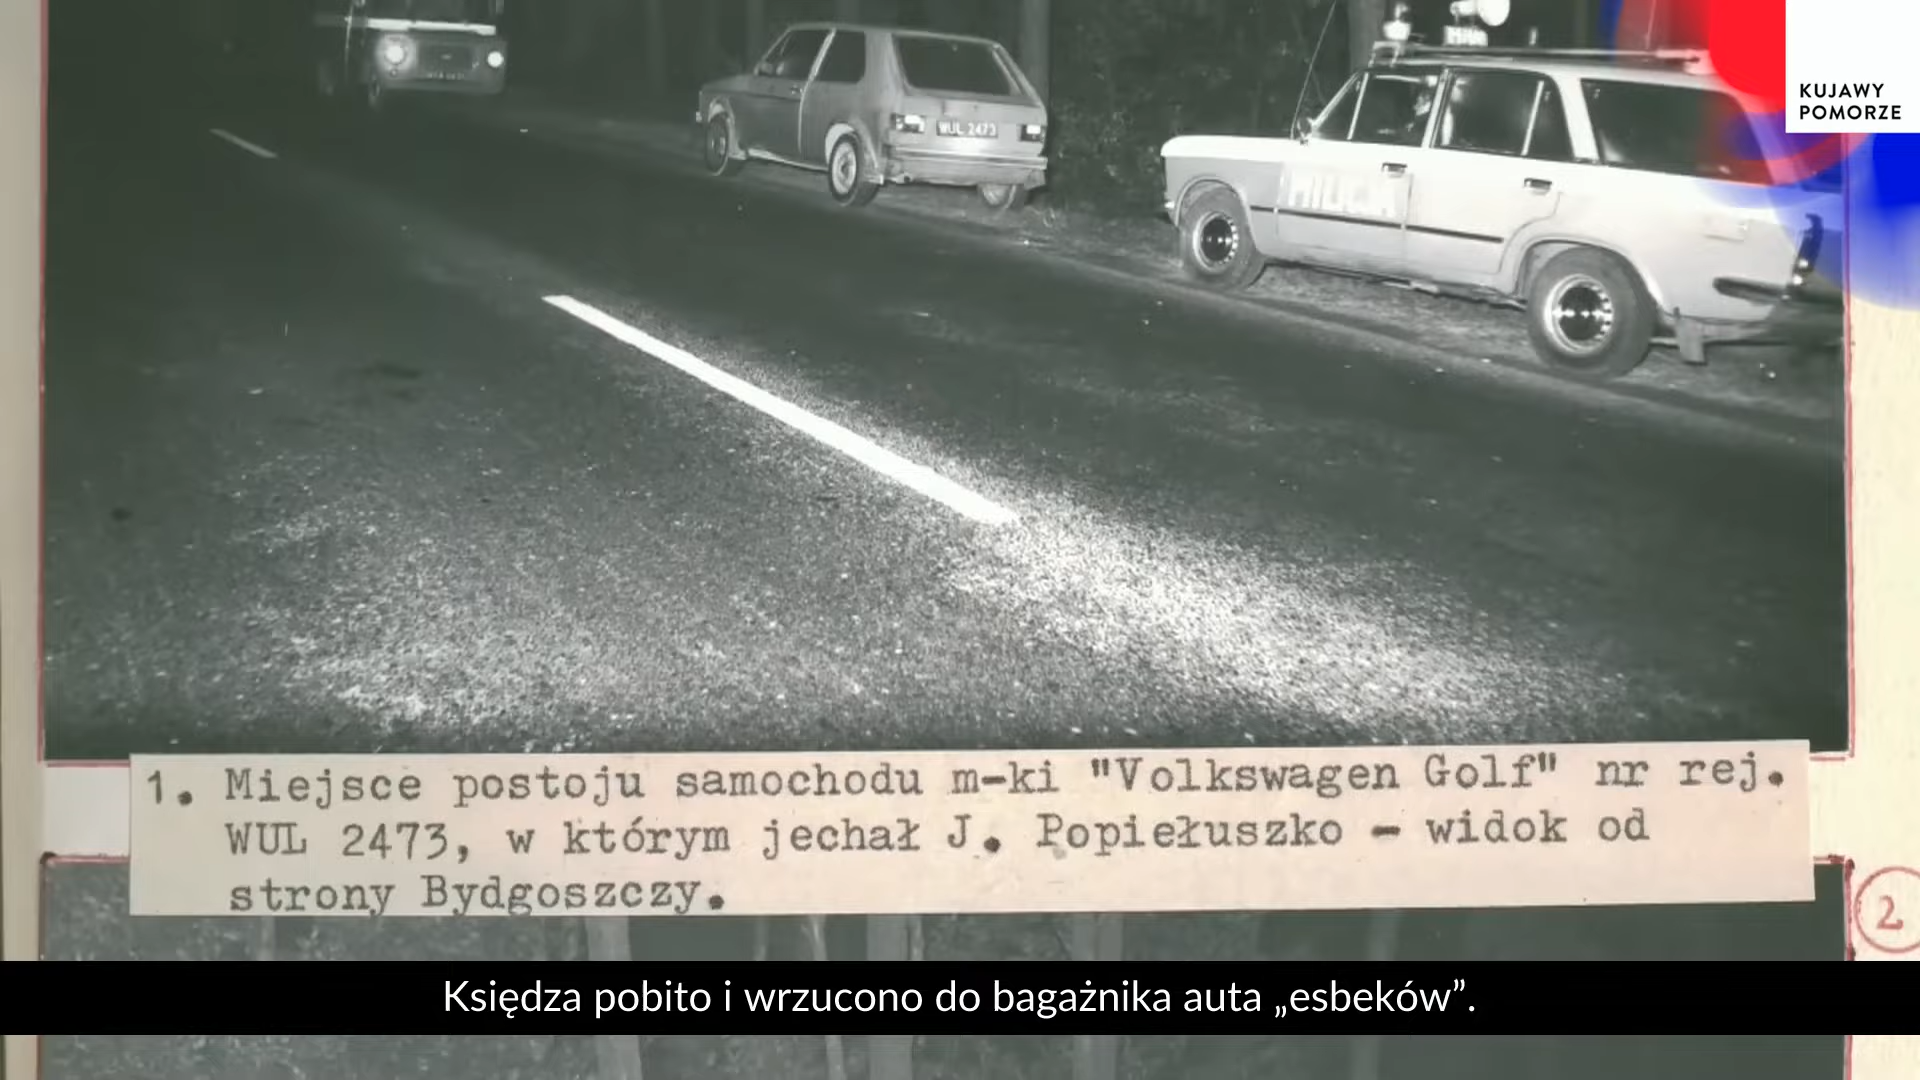 KUJAWY
POMORZE
WUL 2473
MILICJA
1. Miejsce postoju samochodu m-ki "Volkswagen Golf" nr rej.
WUL 2473, w którym jechał J. Popiełuszko - widok od
strony Bydgoszczy.
2
Księdza pobito i wrzucono do bagażnika auta „esbeków”.